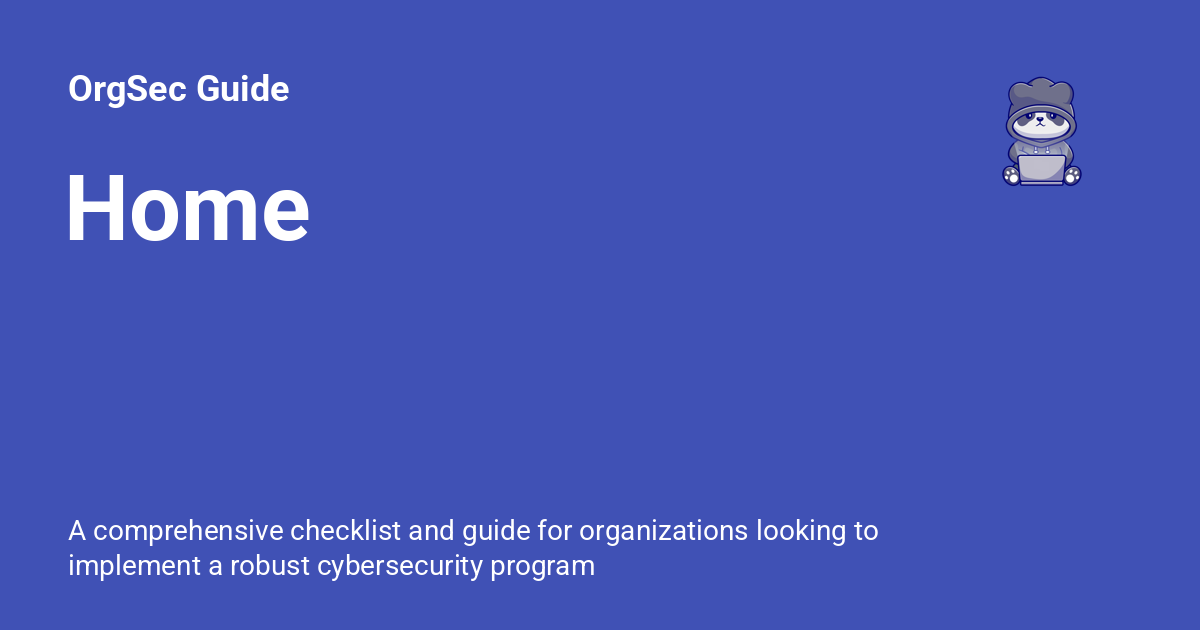 OrgSec Guide
Home
A comprehensive checklist and guide for organizations looking to
implement a robust cybersecurity program